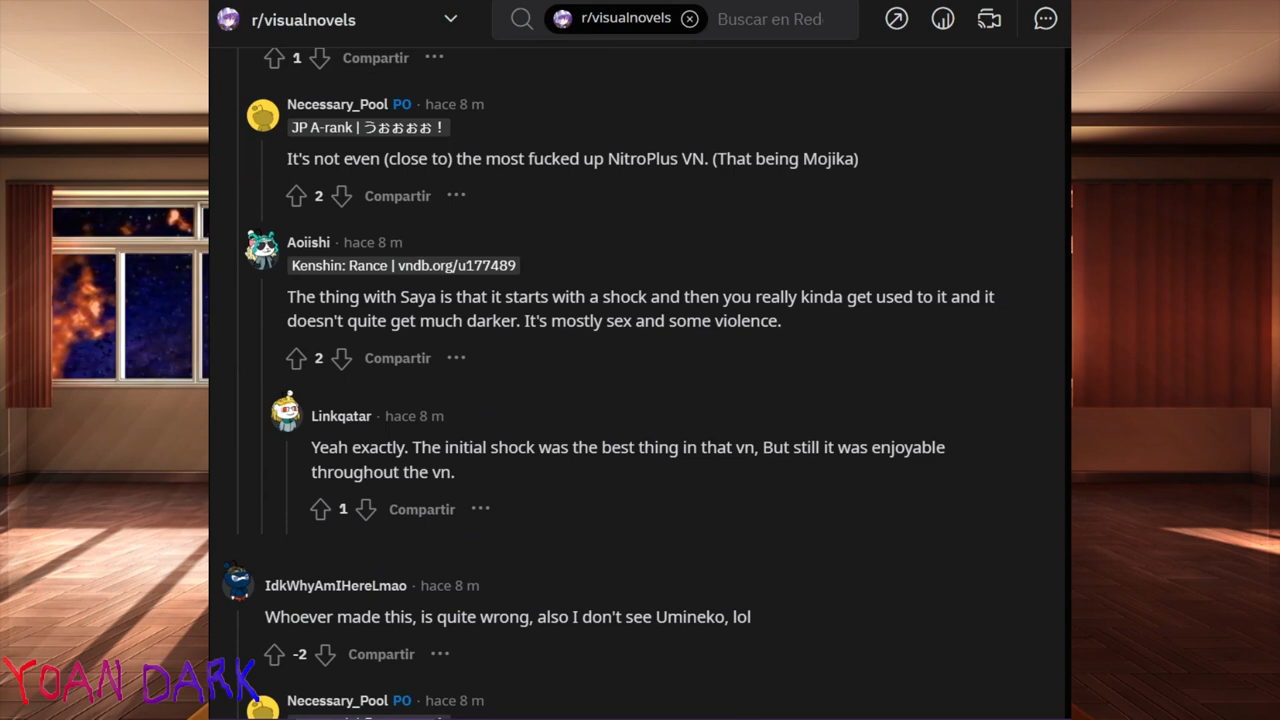 r/visualnovels
r/visualnovels
Buscar en Red
1 Compartir ...
Necessary_Pool PO · hace 8 m
JP A-rank | うぉぉぉぉ！
It's not even (close to) the most fucked up NitroPlus VN. (That being Mojika)
2 Compartir ...
Aoiishi · hace 8 m
Kenshin: Rance | vndb.org/u177489
The thing with Saya is that it starts with a shock and then you really kinda get used to it and it
doesn't quite get much darker. It's mostly sex and some violence.
2 Compartir ...
Linkqatar · hace 8 m
Yeah exactly. The initial shock was the best thing in that vn, But still it was enjoyable
throughout the vn.
1 Compartir ...
IdkWhyAmIHereLmao · hace 8 m
Whoever made this, is quite wrong, also I don't see Umineko, lol
-2 Compartir ...
YOAN DARK
Necessary_Pool PO · hace 8 m